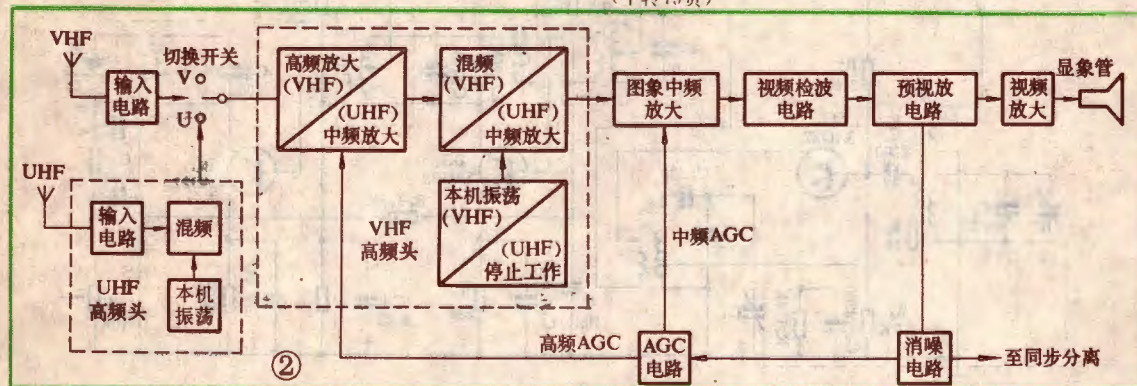 (下转15页)
VHF
切换开关
V
U
输入
电路
UHF
输入
电路
混频
本机
振荡
UHF
高频头
高频放大
(VHF)
(UHF)
中频放大
混频
(VHF)
(UHF)
中频放大
本机振荡
(VHF)
(UHF)
停止工作
VHF
高频头
图象中频
放大
视频检波
电路
预视放
电路
视频
放大
显象管
中频AGC
高频AGC
AGC
电路
消噪
电路
至同步分离
②